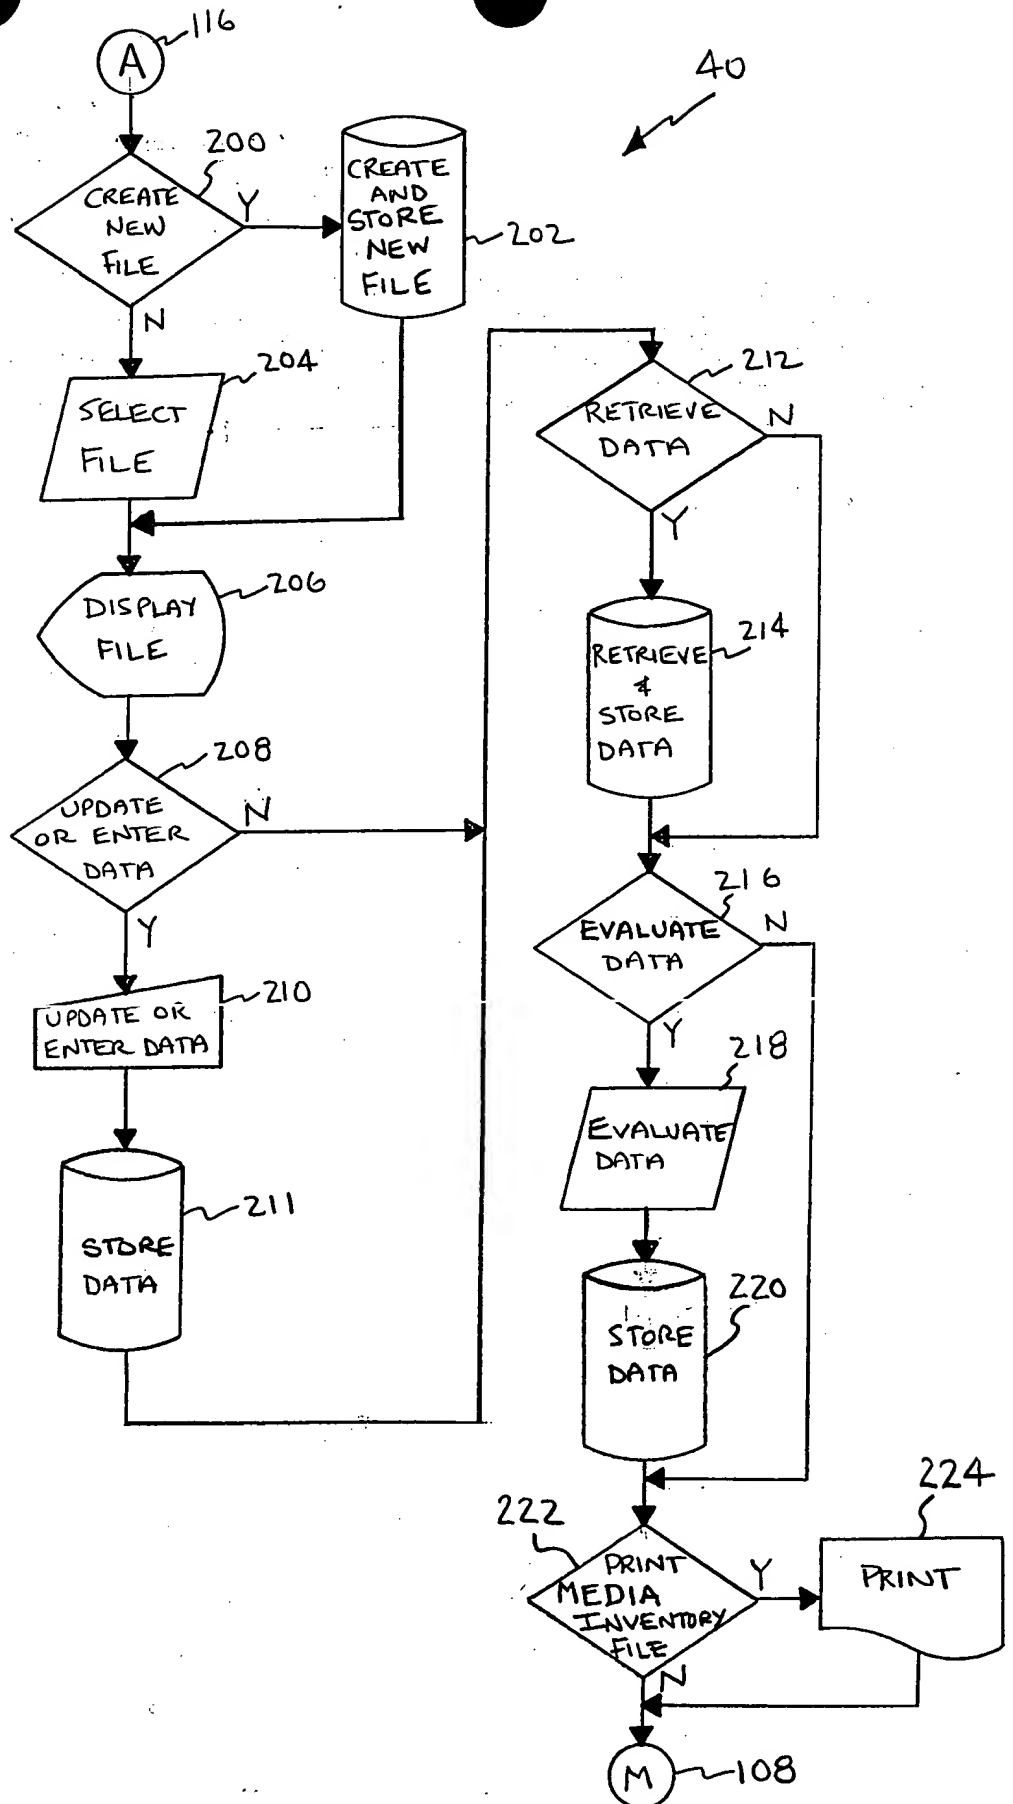 116
A
40
200
CREATE
NEW
FILE
Y
CREATE
AND
STORE
NEW
FILE
202
N
204
SELECT
FILE
206
DISPLAY
FILE
208
UPDATE
OR ENTER
DATA
N
Y
210
UPDATE OR
ENTER DATA
211
STORE
DATA
212
RETRIEVE
DATA
N
Y
214
RETRIEVE
&
STORE
DATA
216
EVALUATE
DATA
N
Y
218
EVALUATE
DATA
220
STORE
DATA
222
PRINT
MEDIA
INVENTORY
FILE
Y
224
PRINT
N
M
108